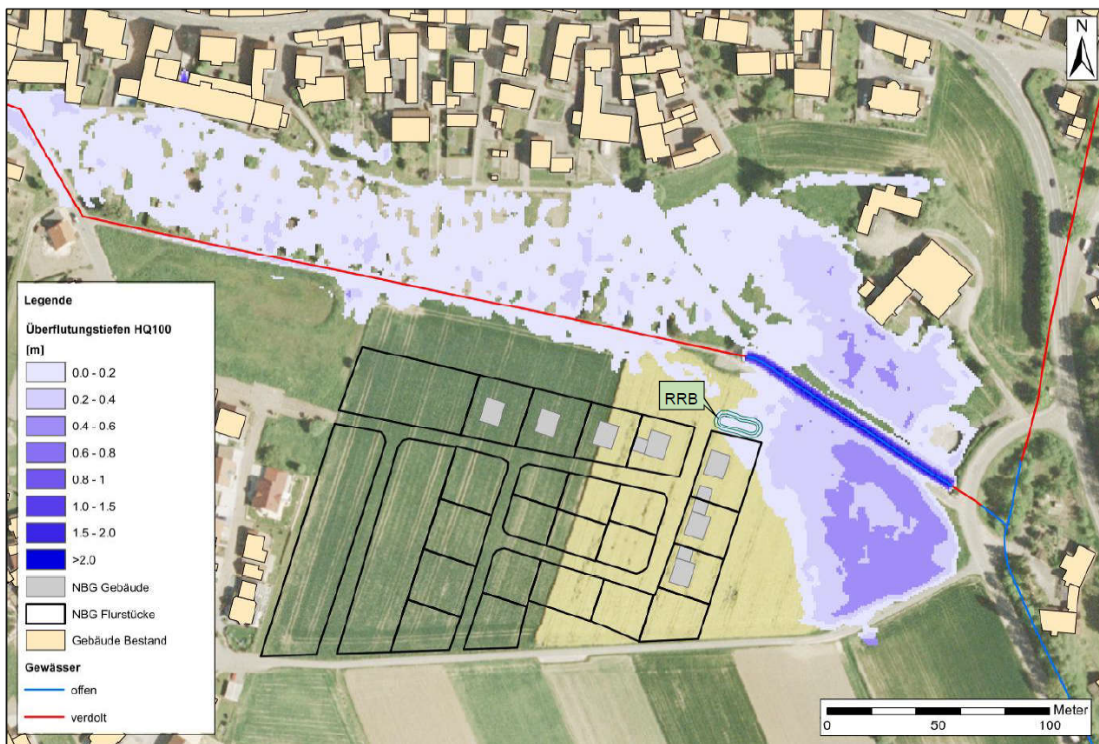 N
RRB
Legende
Überflutungstiefen HQ100
[m]
0.0 - 0.2
0.2 - 0.4
0.4 - 0.6
0.6 - 0.8
0.8 - 1
1.0 - 1.5
1.5 - 2.0
>2.0
NBG Gebäude
NBG Flurstücke
Gebäude Bestand
Gewässer
offen
verdolt
Meter
0 50 100